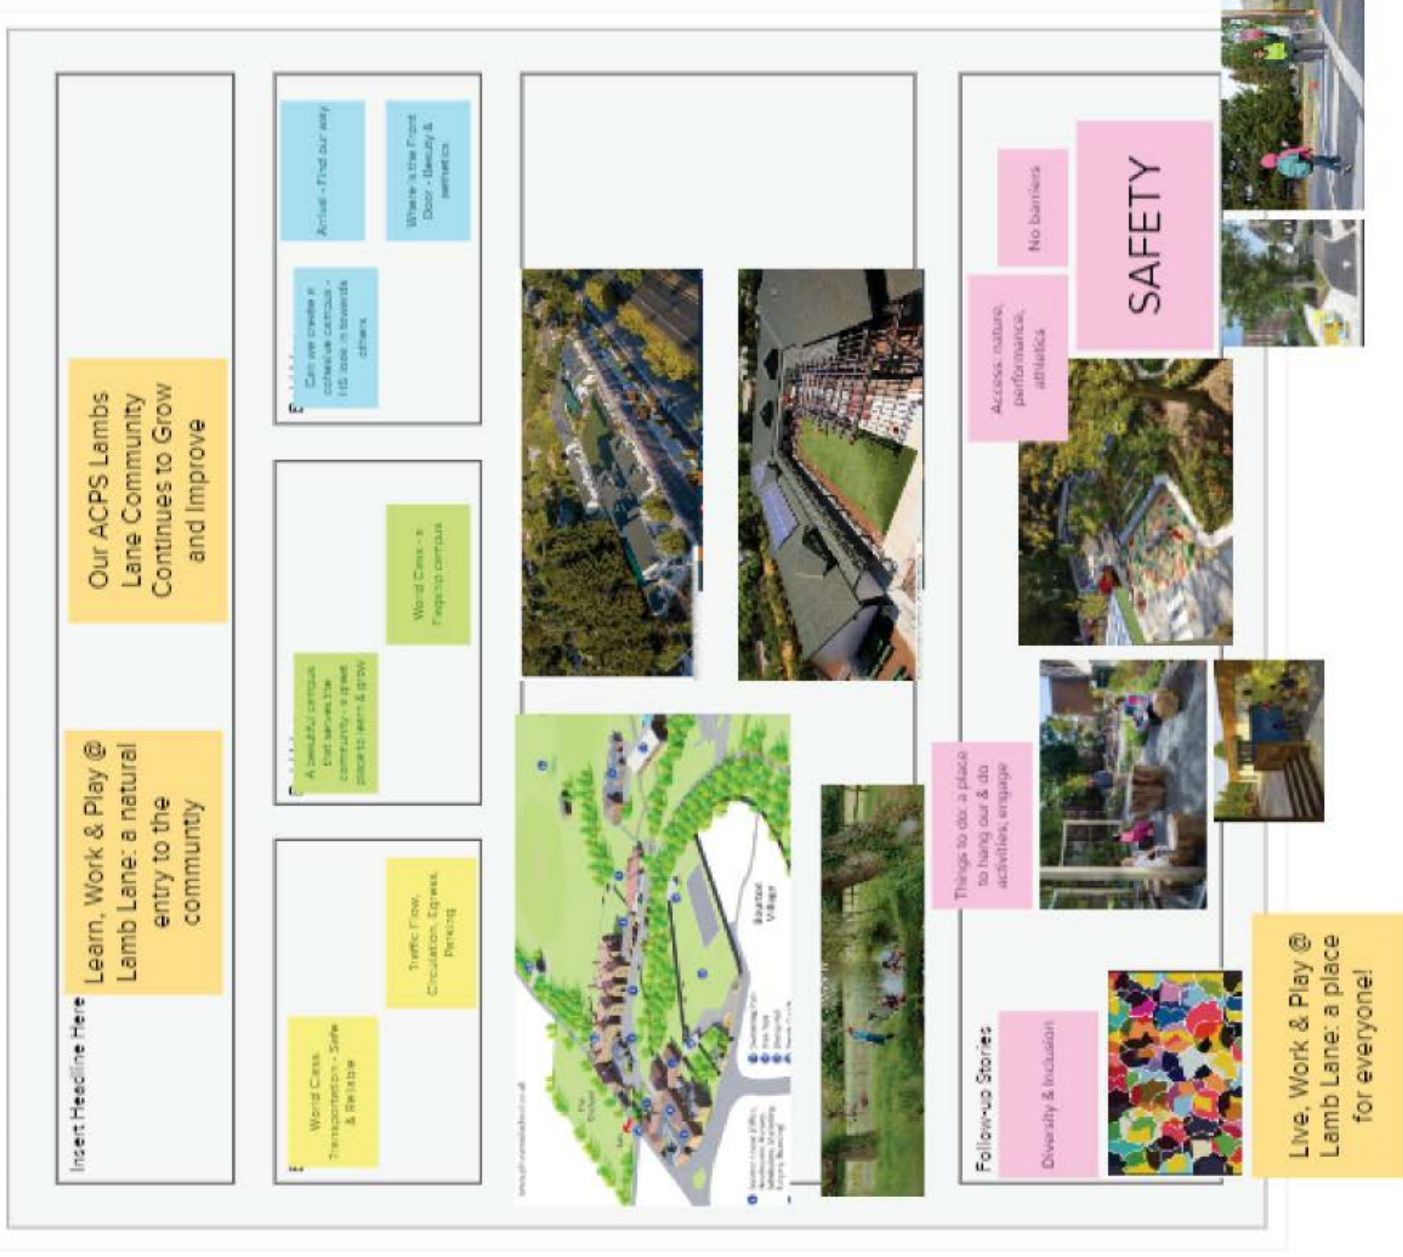 Insert Headline Here
Learn, Work & Play @
Lamb Lane: a natural
entry to the
community
Our ACPS Lambs
Lane Community
Continues to Grow
and Improve
World Class
Transportation - Safe
& Reliable
Traffic Flow,
Circulation, Egress,
Parking
A beautiful campus
that serves the
community - a great
place to learn & grow
World Class - a
Flagship campus
Can we create a
cohesive campus -
HS look in towards
others
Arrival - Find our way
Where is the Front
Door - Beauty &
Bourton
Village
Follow-up Stories
Diversity & Inclusion
Things to do: a place
to hang our & do
activities; engage
Access: nature,
performance,
athletics
No barriers
SAFETY
Live, Work & Play @
Lamb Lane: a place
for everyone!